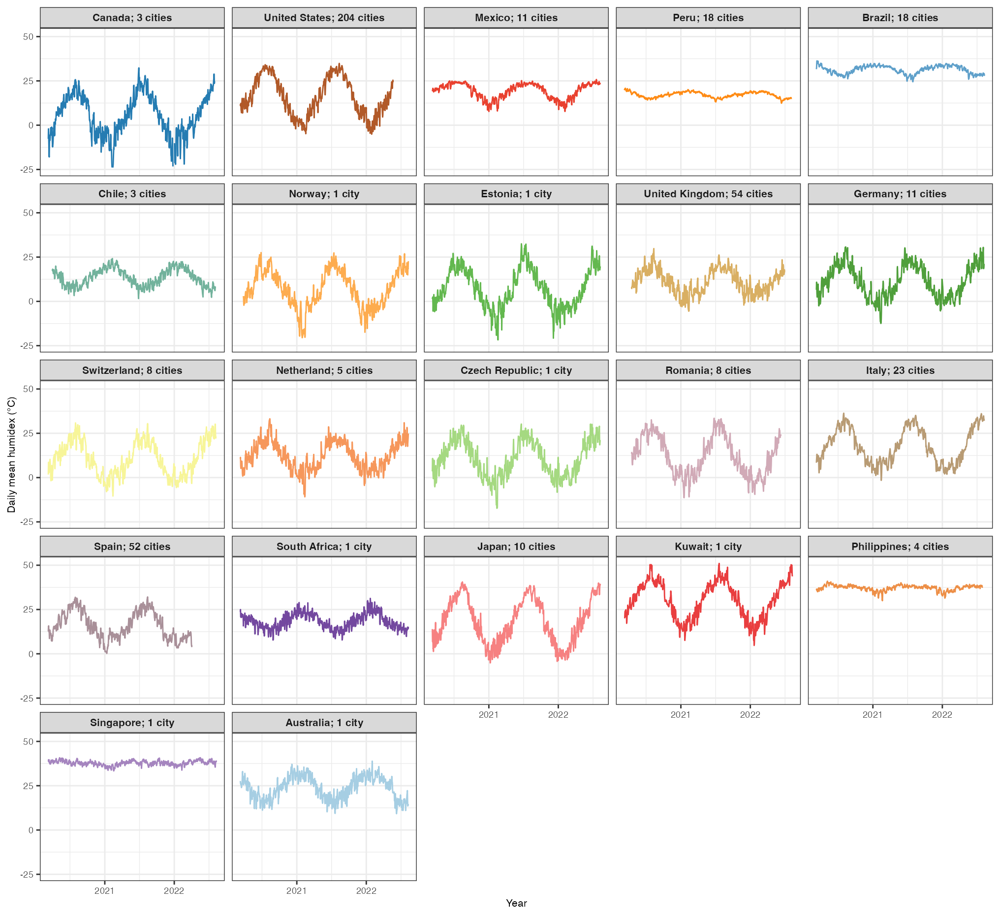 Canada; 3 cities
United States; 204 cities
Mexico; 11 cities
Peru; 18 cities
Brazil; 18 cities
50
25
0
-25
Chile; 3 cities
Norway; 1 city
Estonia; 1 city
United Kingdom; 54 cities
Germany; 11 cities
50
25
0
-25
Switzerland; 8 cities
Netherland; 5 cities
Czech Republic; 1 city
Romania; 8 cities
Italy; 23 cities
50
25
0
-25
Daily mean humidex (°C)
Spain; 52 cities
South Africa; 1 city
Japan; 10 cities
Kuwait; 1 city
Philippines; 4 cities
50
25
0
-25
2021 2022
2021 2022
2021 2022
Singapore; 1 city
Australia; 1 city
50
25
0
-25
2021 2022
2021 2022
Year